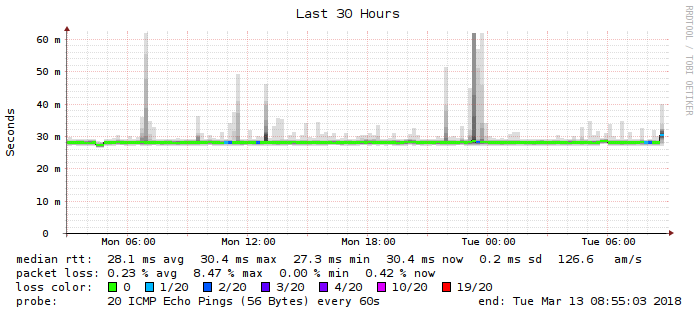 Last 30 Hours
RRDTOOL / TOBI OETIKER
Seconds
60 m
50 m
40 m
30 m
20 m
10 m
0
Mon 06:00 Mon 12:00 Mon 18:00 Tue 00:00 Tue 06:00
median rtt: 28.1 ms avg 30.4 ms max 27.3 ms min 30.4 ms now 0.2 ms sd 126.6 am/s
packet loss: 0.23 % avg 8.47 % max 0.00 % min 0.42 % now
loss color: 0 1/20 2/20 3/20 4/20 10/20 19/20
probe: 20 ICMP Echo Pings (56 Bytes) every 60s end: Tue Mar 13 08:55:03 2018